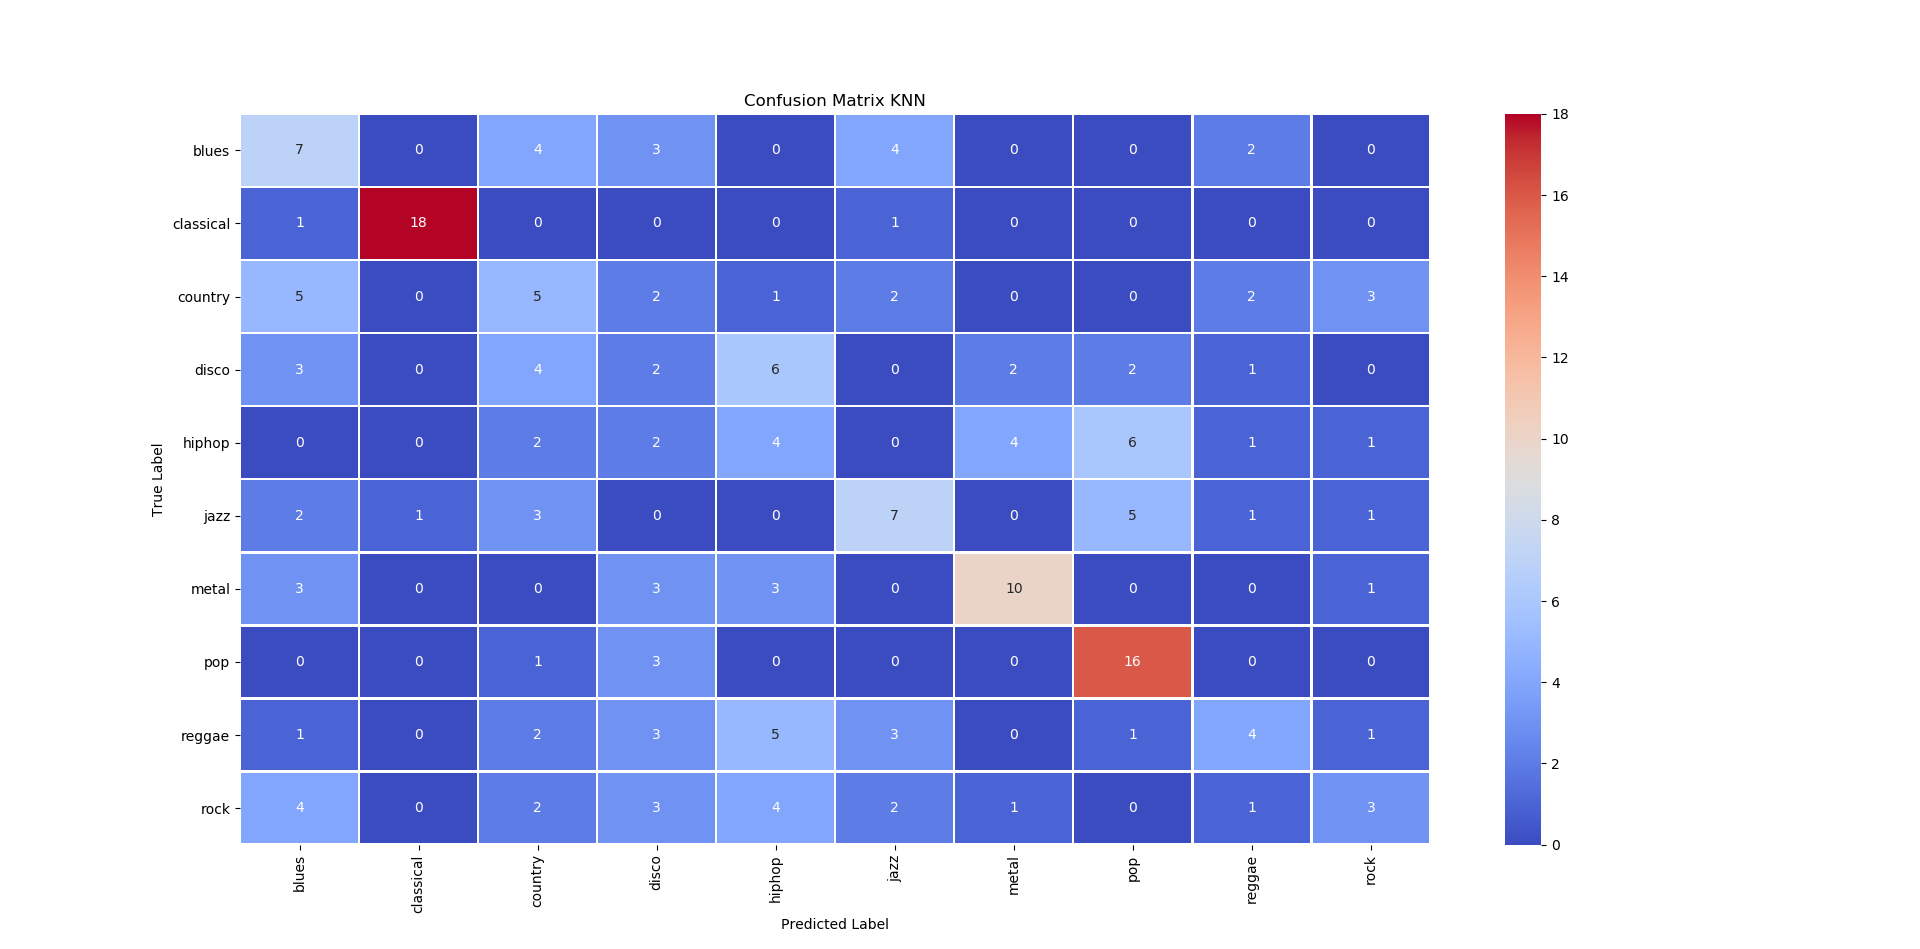 Confusion Matrix KNN
True Label
blues 7 0 4 3 0 4 0 0 2 0
classical 1 18 0 0 0 1 0 0 0 0
country 5 0 5 2 1 2 0 0 2 3
disco 3 0 4 2 6 0 2 2 1 0
hiphop 0 0 2 2 4 0 4 6 1 1
jazz 2 1 3 0 0 7 0 5 1 1
metal 3 0 0 3 3 0 10 0 0 1
pop 0 0 1 3 0 0 0 16 0 0
reggae 1 0 2 3 5 3 0 1 4 1
rock 4 0 2 3 4 2 1 0 1 3
blues classical country disco hiphop jazz metal pop reggae rock
Predicted Label
18
16
14
12
10
8
6
4
2
0